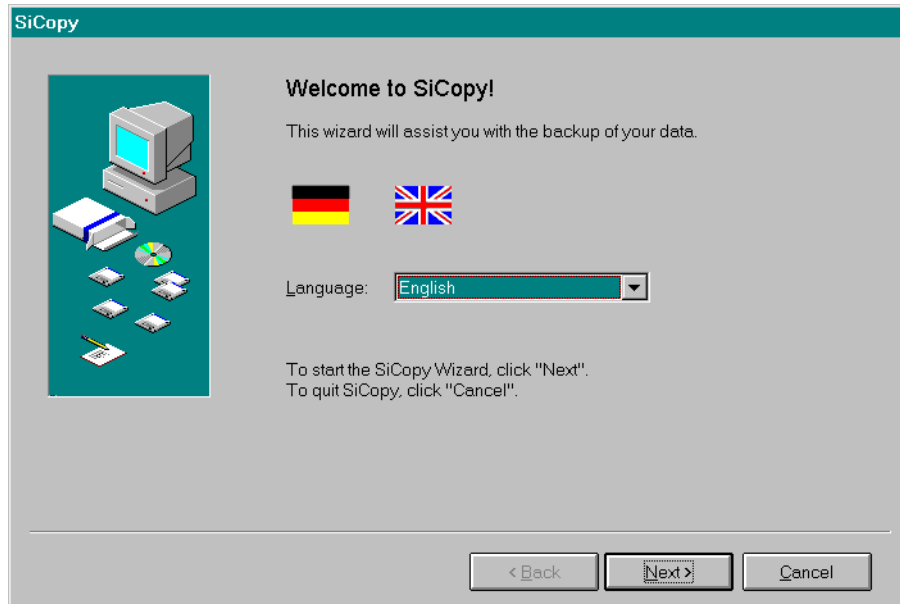 SiCopy
Welcome to SiCopy!
This wizard will assist you with the backup of your data.
Language: English
To start the SiCopy Wizard, click "Next".
To quit SiCopy, click "Cancel".
< Back Next > Cancel